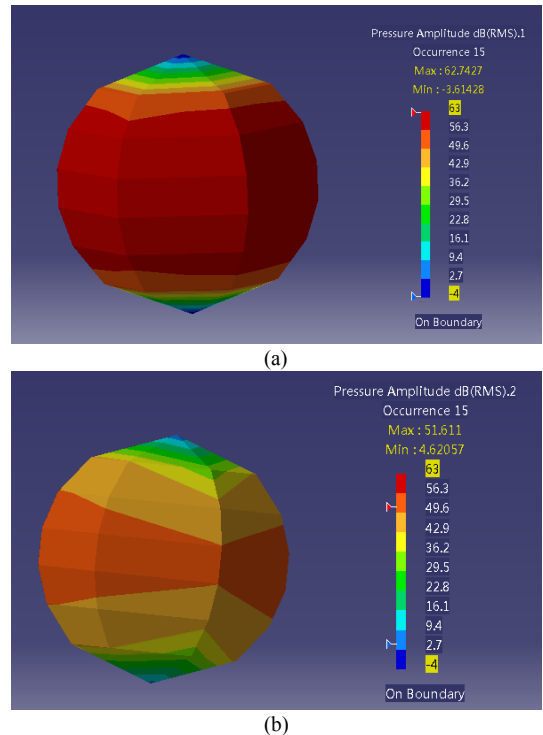 Pressure Amplitude dB(RMS).1
Occurrence 15
Max : 62.7427
Min : -3.61428
63
56.3
49.6
42.9
36.2
29.5
22.8
16.1
9.4
2.7
-4
On Boundary
(a)
Pressure Amplitude dB(RMS).2
Occurrence 15
Max : 51.611
Min : 4.62057
63
56.3
49.6
42.9
36.2
29.5
22.8
16.1
9.4
2.7
-4
On Boundary
(b)